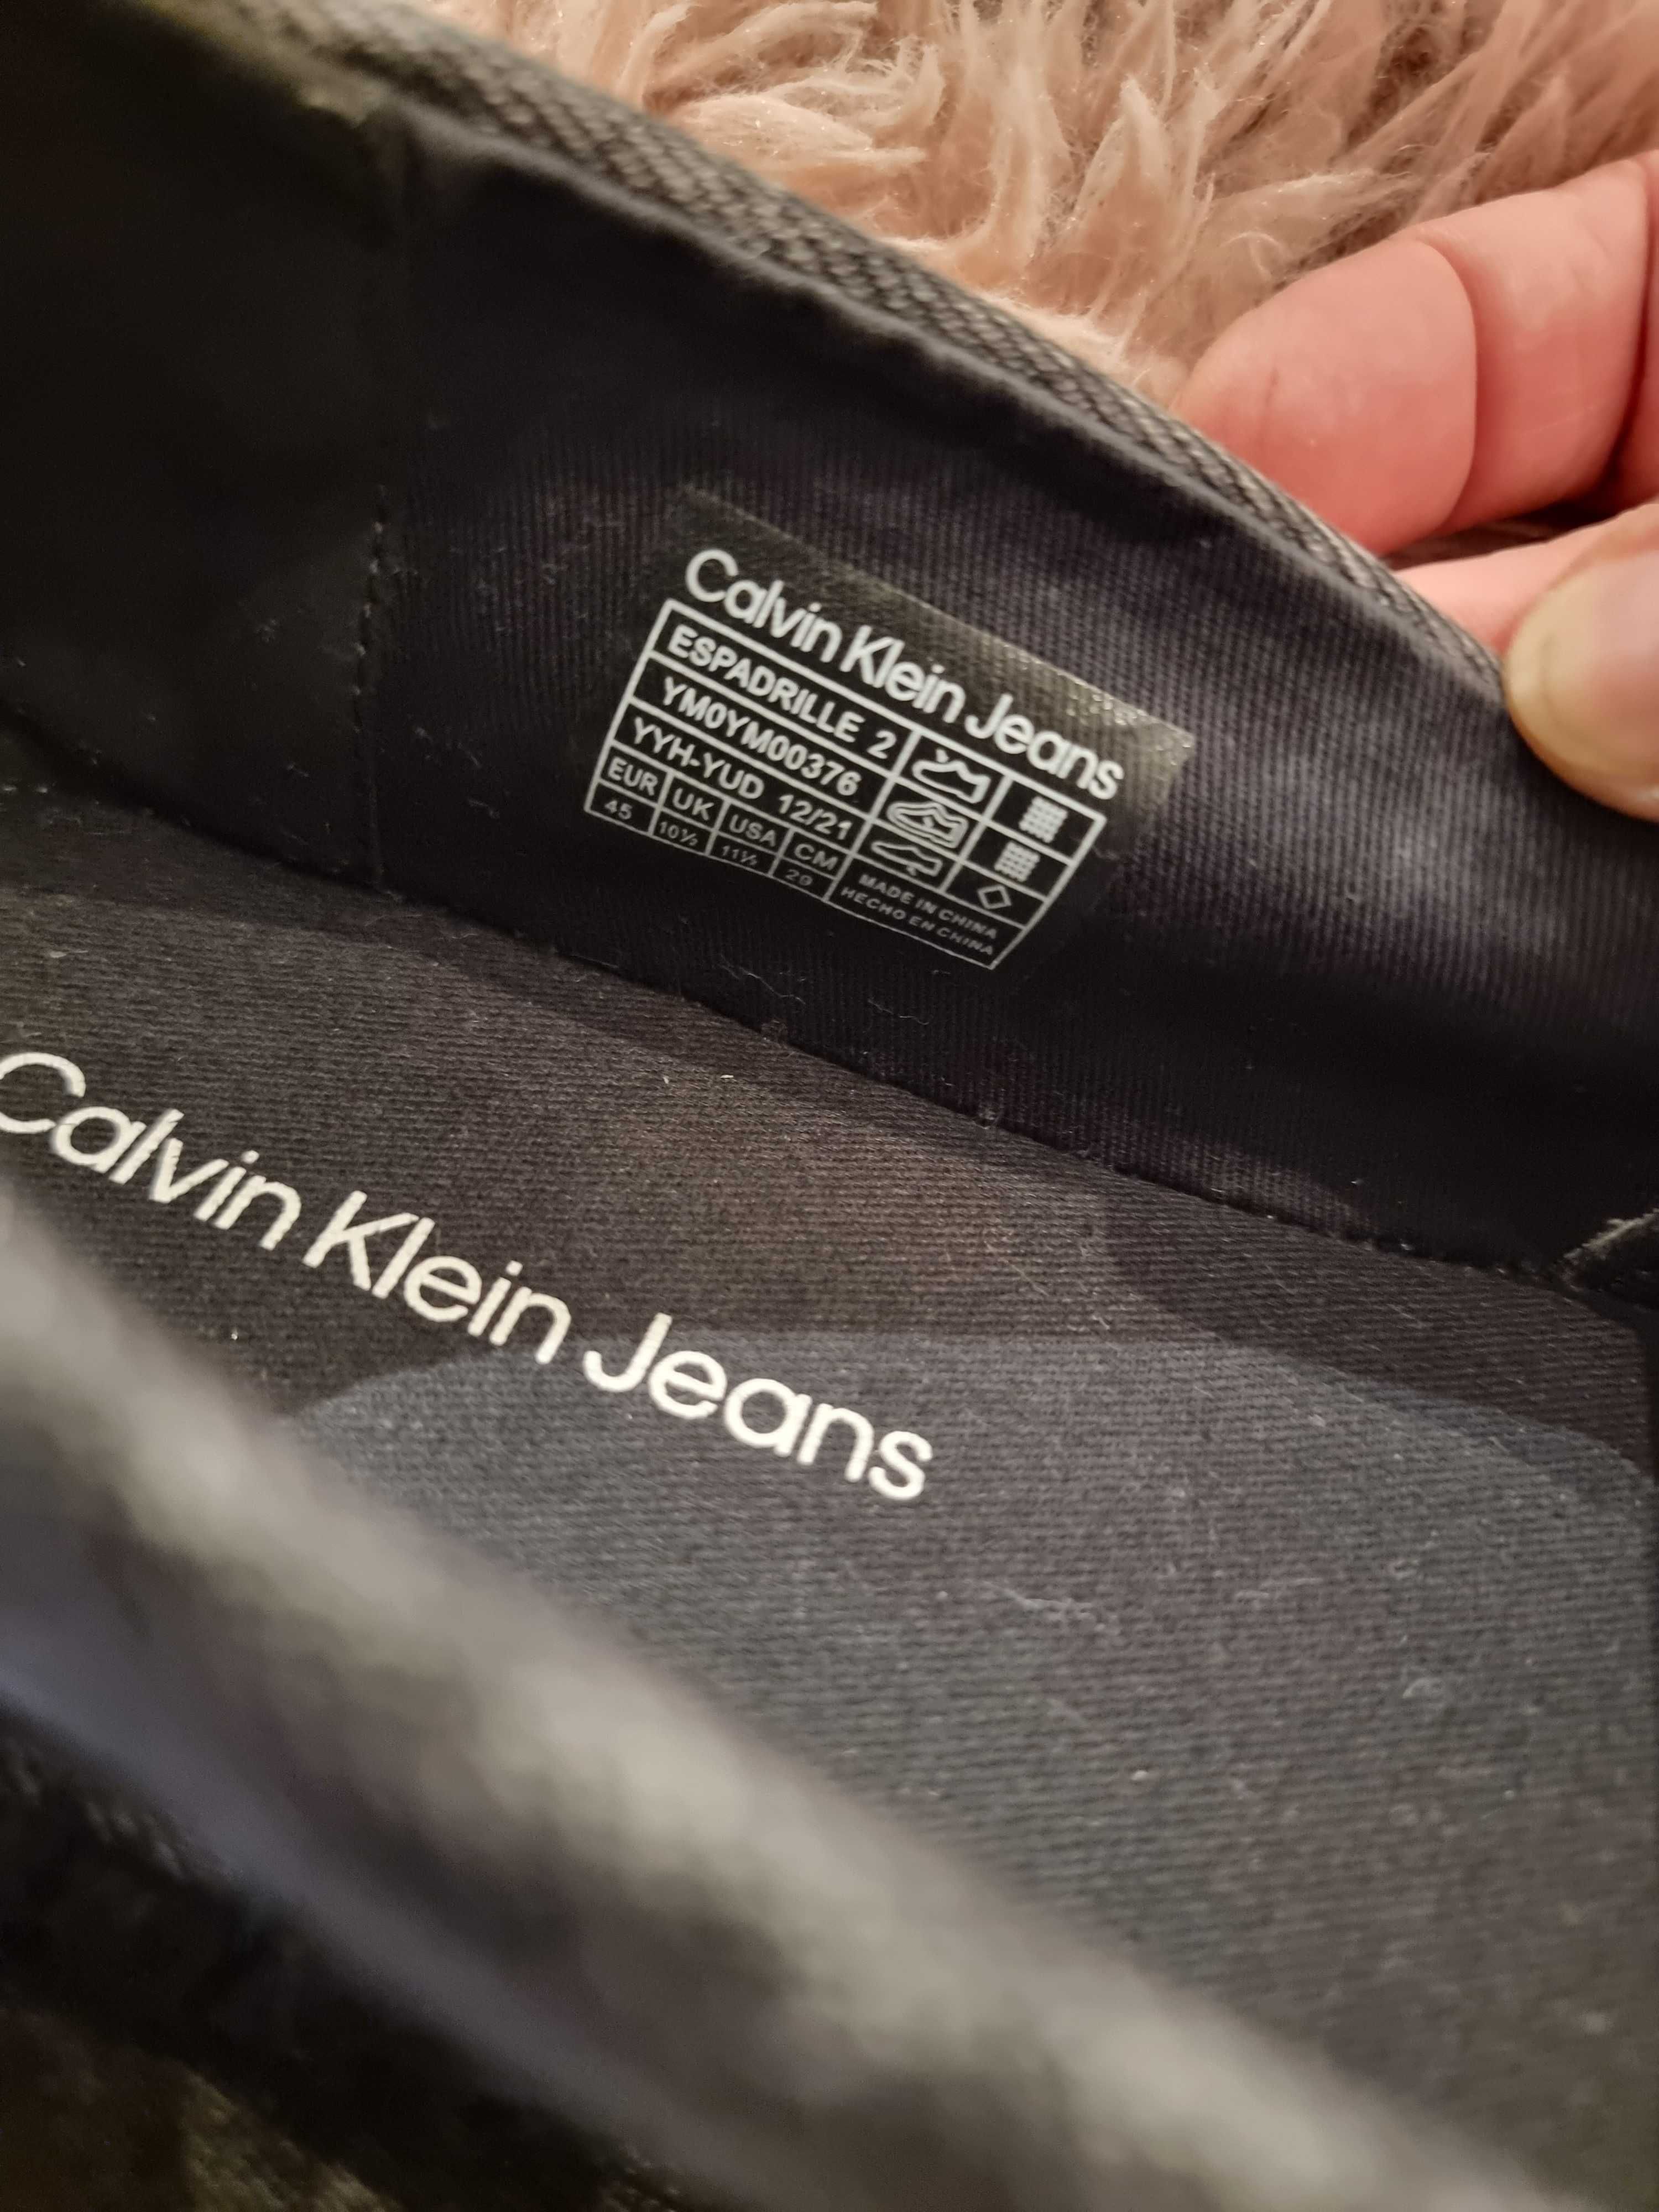 Calvin Klein Jeans
ESPADRILLE 2
YM0YM00376
YYH-YUD 12/21
EUR UK USA CM
45 10½ 11½ 29
MADE IN CHINA
HECHO EN CHINA
Calvin Klein Jeans